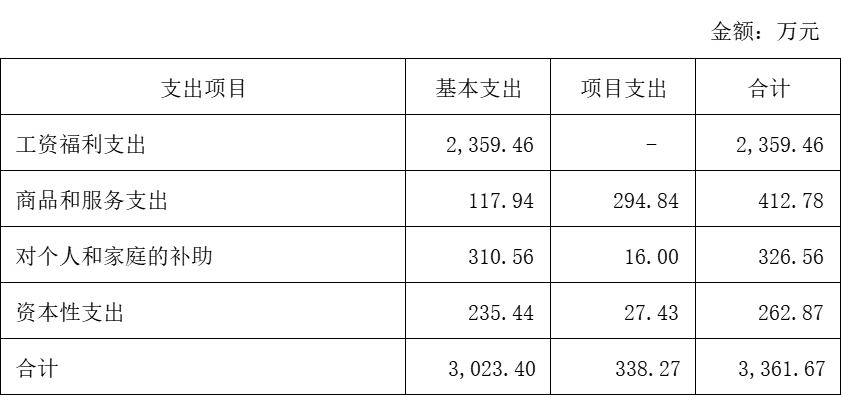 金额：万元
支出项目 基本支出 项目支出 合计
工资福利支出 2,359.46 - 2,359.46
商品和服务支出 117.94 294.84 412.78
对个人和家庭的补助 310.56 16.00 326.56
资本性支出 235.44 27.43 262.87
合计 3,023.40 338.27 3,361.67